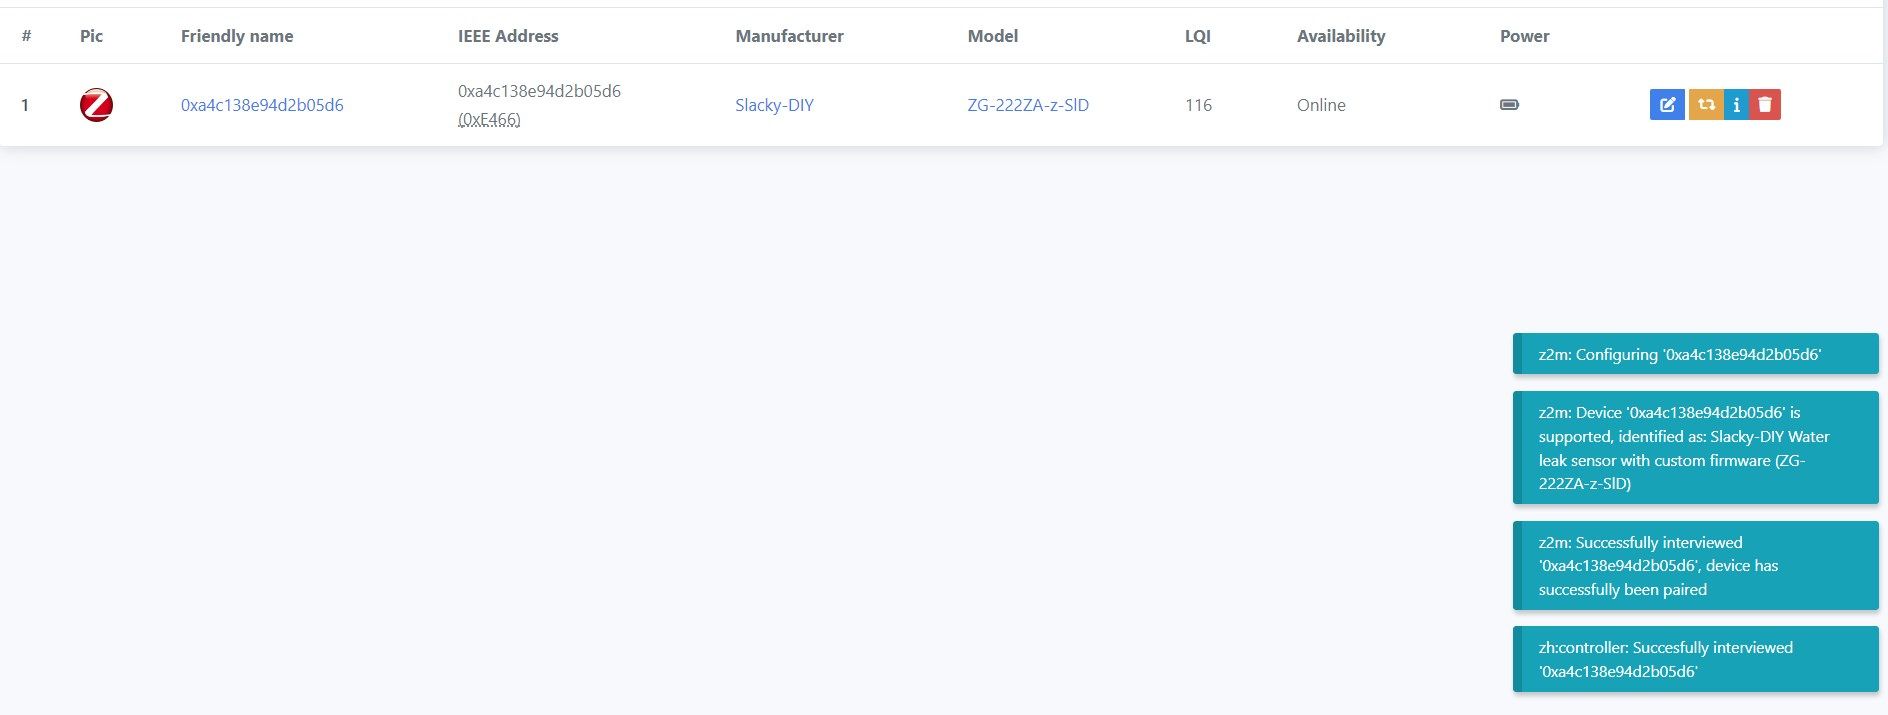 # Pic Friendly name IEEE Address Manufacturer Model LQI Availability Power
1 0xa4c138e94d2b05d6 0xa4c138e94d2b05d6 Slacky-DIY ZG-222ZA-z-SlD 116 Online
(0xE466)
z2m: Configuring '0xa4c138e94d2b05d6'
z2m: Device '0xa4c138e94d2b05d6' is
supported, identified as: Slacky-DIY Water
leak sensor with custom firmware (ZG-
222ZA-z-SlD)
z2m: Successfully interviewed
'0xa4c138e94d2b05d6', device has
successfully been paired
zh:controller: Succesfully interviewed
'0xa4c138e94d2b05d6'